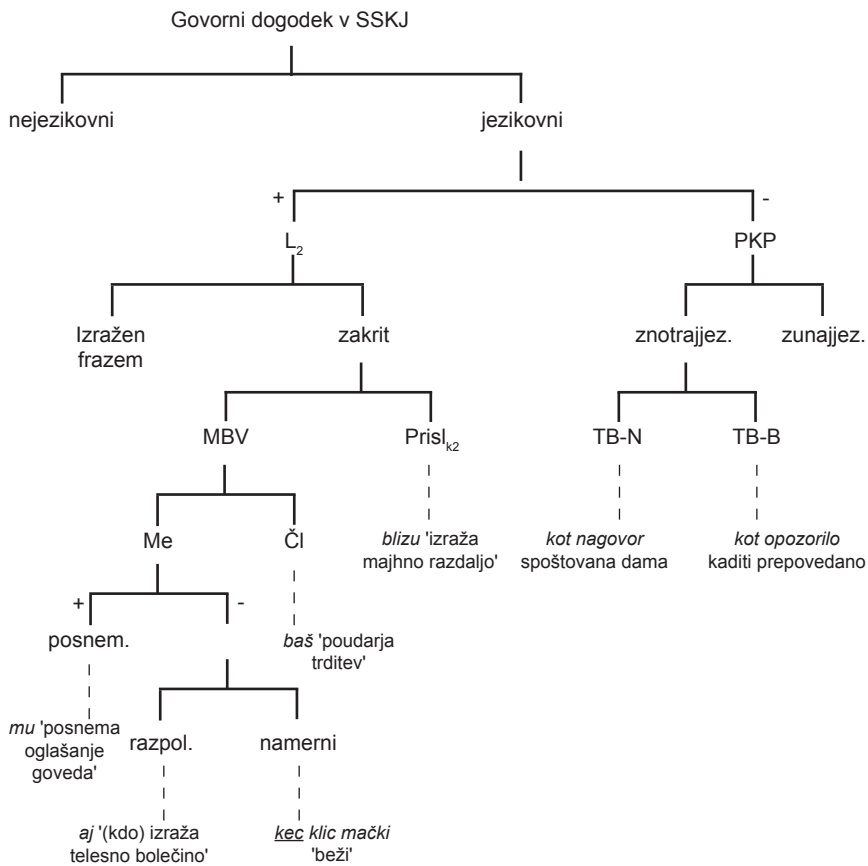 Govorni dogodek v SSKJ
nejezikovni
jezikovni
+
-
L2
PKP
Izražen
frazem
zakrit
znotrajjez.
zunajjez.
MBV
Prislk2
TB-N
TB-B
Me
Čl
blizu 'izraža
majhno razdaljo'
kot nagovor
spoštovana dama
kot opozorilo
kaditi prepovedano
+
-
posnem.
baš 'poudarja
trditev'
mu 'posnema
oglašanje
goveda'
razpol.
namerni
aj '(kdo) izraža
telesno bolečino'
kec klic mački
'beži'